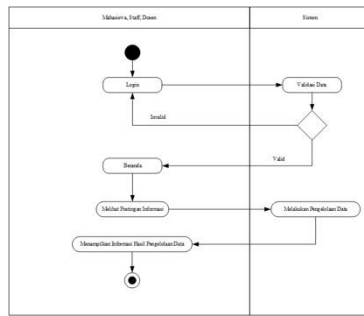 Mahasiswa, Staff, Dosen
Sistem
Login
Validasi Data
Invalid
Valid
Beranda
Melihat Postingan Informasi
Melakukan Pengelolaan Data
Menampilkan Informasi Hasil Pengelolaan Data